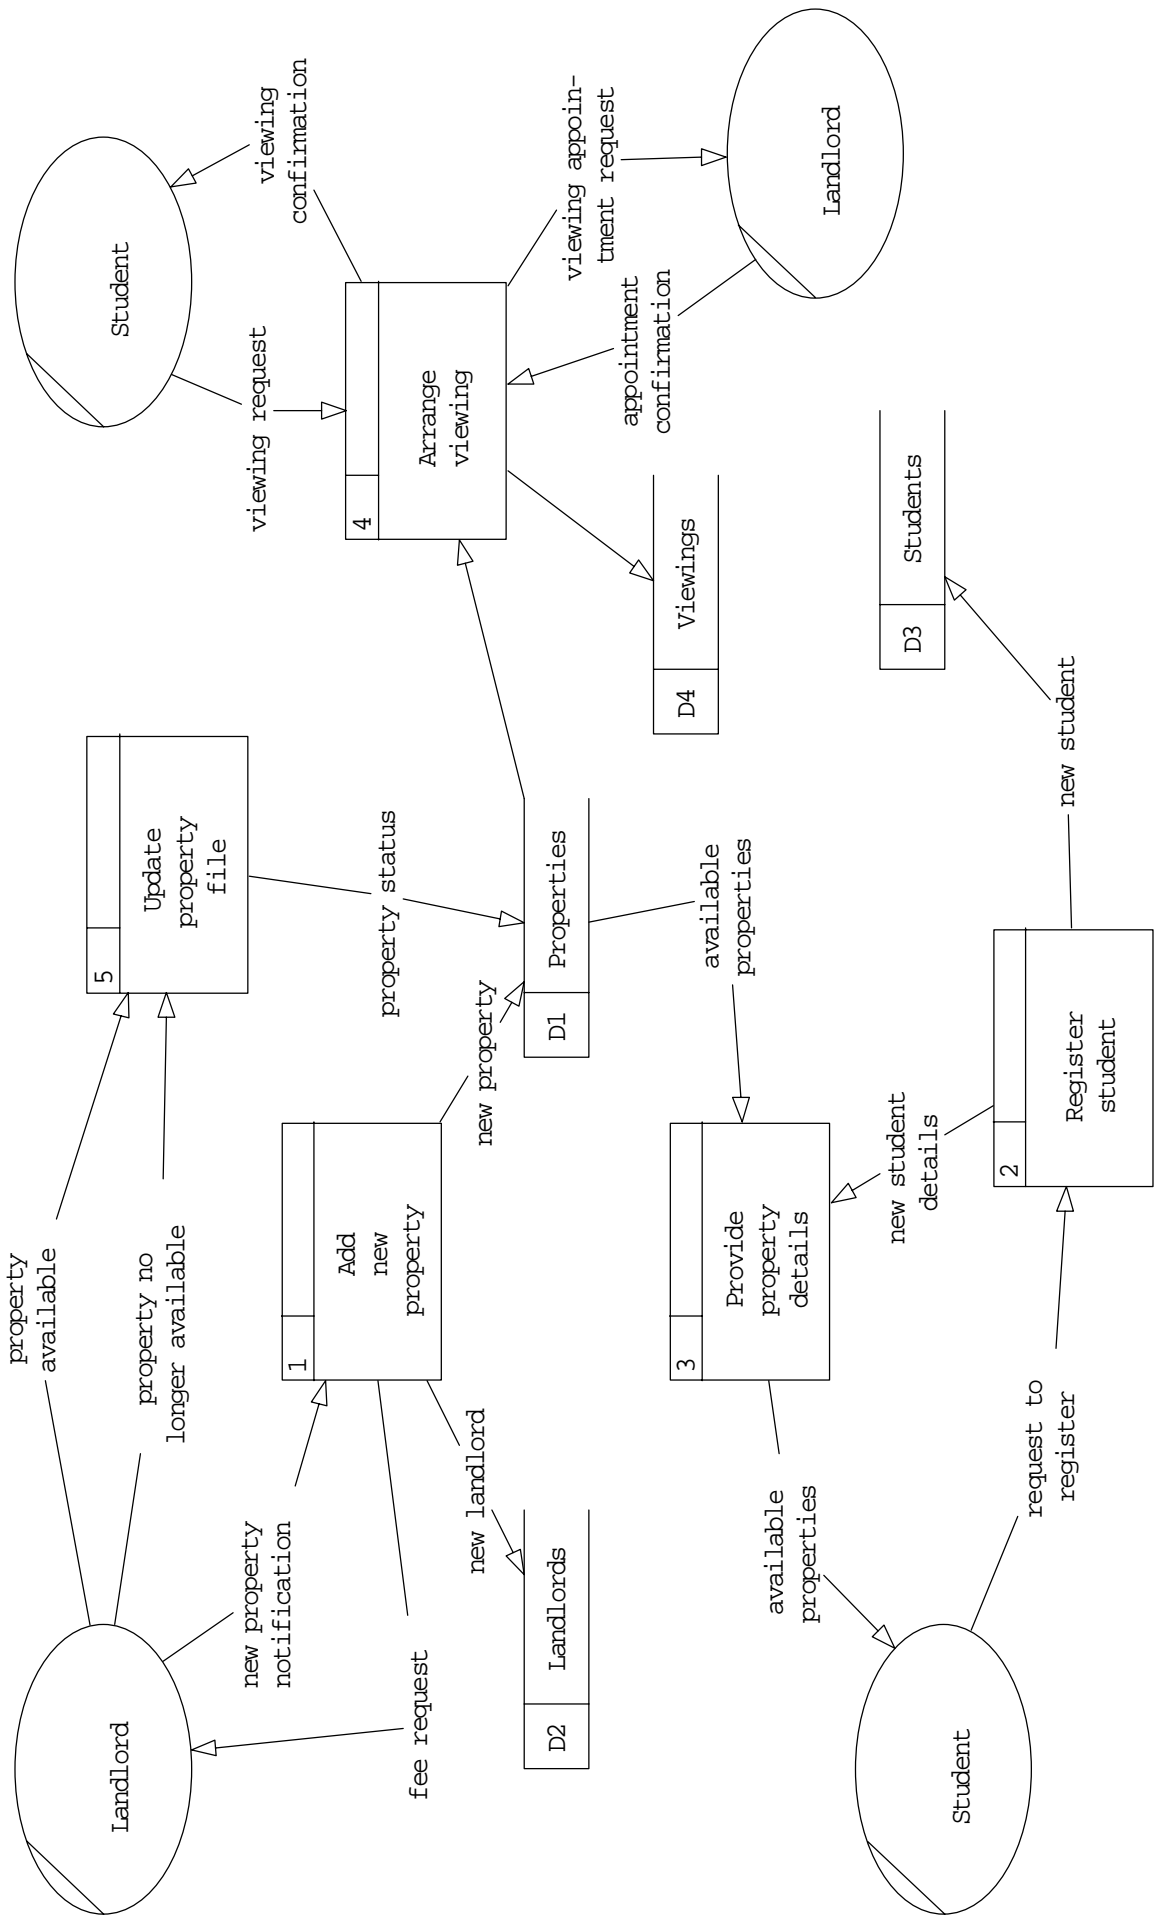 Landlord
property
available
property no
longer available
5
Update
property
file
Student
viewing
confirmation
viewing request
new property
notification
1
Add
new
property
property status
fee request
new landlord
new property
4
Arrange
viewing
viewing appoin-
tment request
D2
Landlords
D1
Properties
appointment
confirmation
Landlord
D4
Viewings
available
properties
3
Provide
property
details
available
properties
new student
details
D3
Students
Student
request to
register
2
Register
student
new student